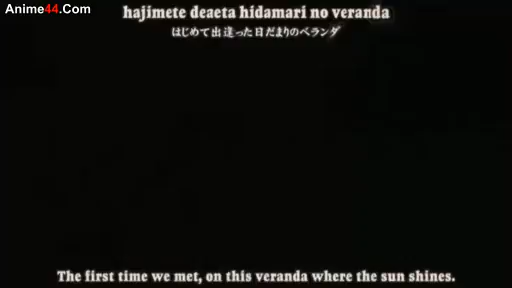 Anime44.Com
hajimete deaeta hidamari no veranda
はじめて出逢った日だまりのベランダ
The first time we met, on this veranda where the sun shines.